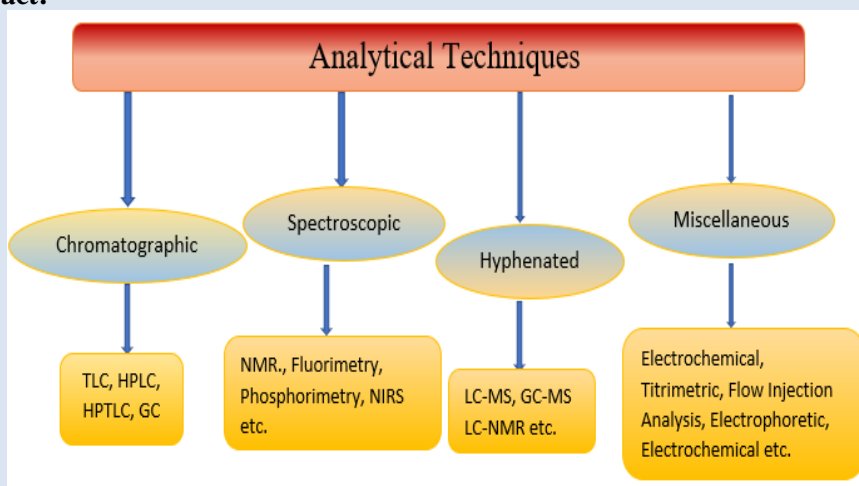 act:
Analytical Techniques
Chromatographic
Spectroscopic
Hyphenated
Miscellaneous
TLC, HPLC,
HPTLC, GC
NMR., Fluorimetry,
Phosphorimetry, NIRS
etc.
LC-MS, GC-MS
LC-NMR etc.
Electrochemical,
Titrimetric, Flow Injection
Analysis, Electrophoretic,
Electrochemical etc.